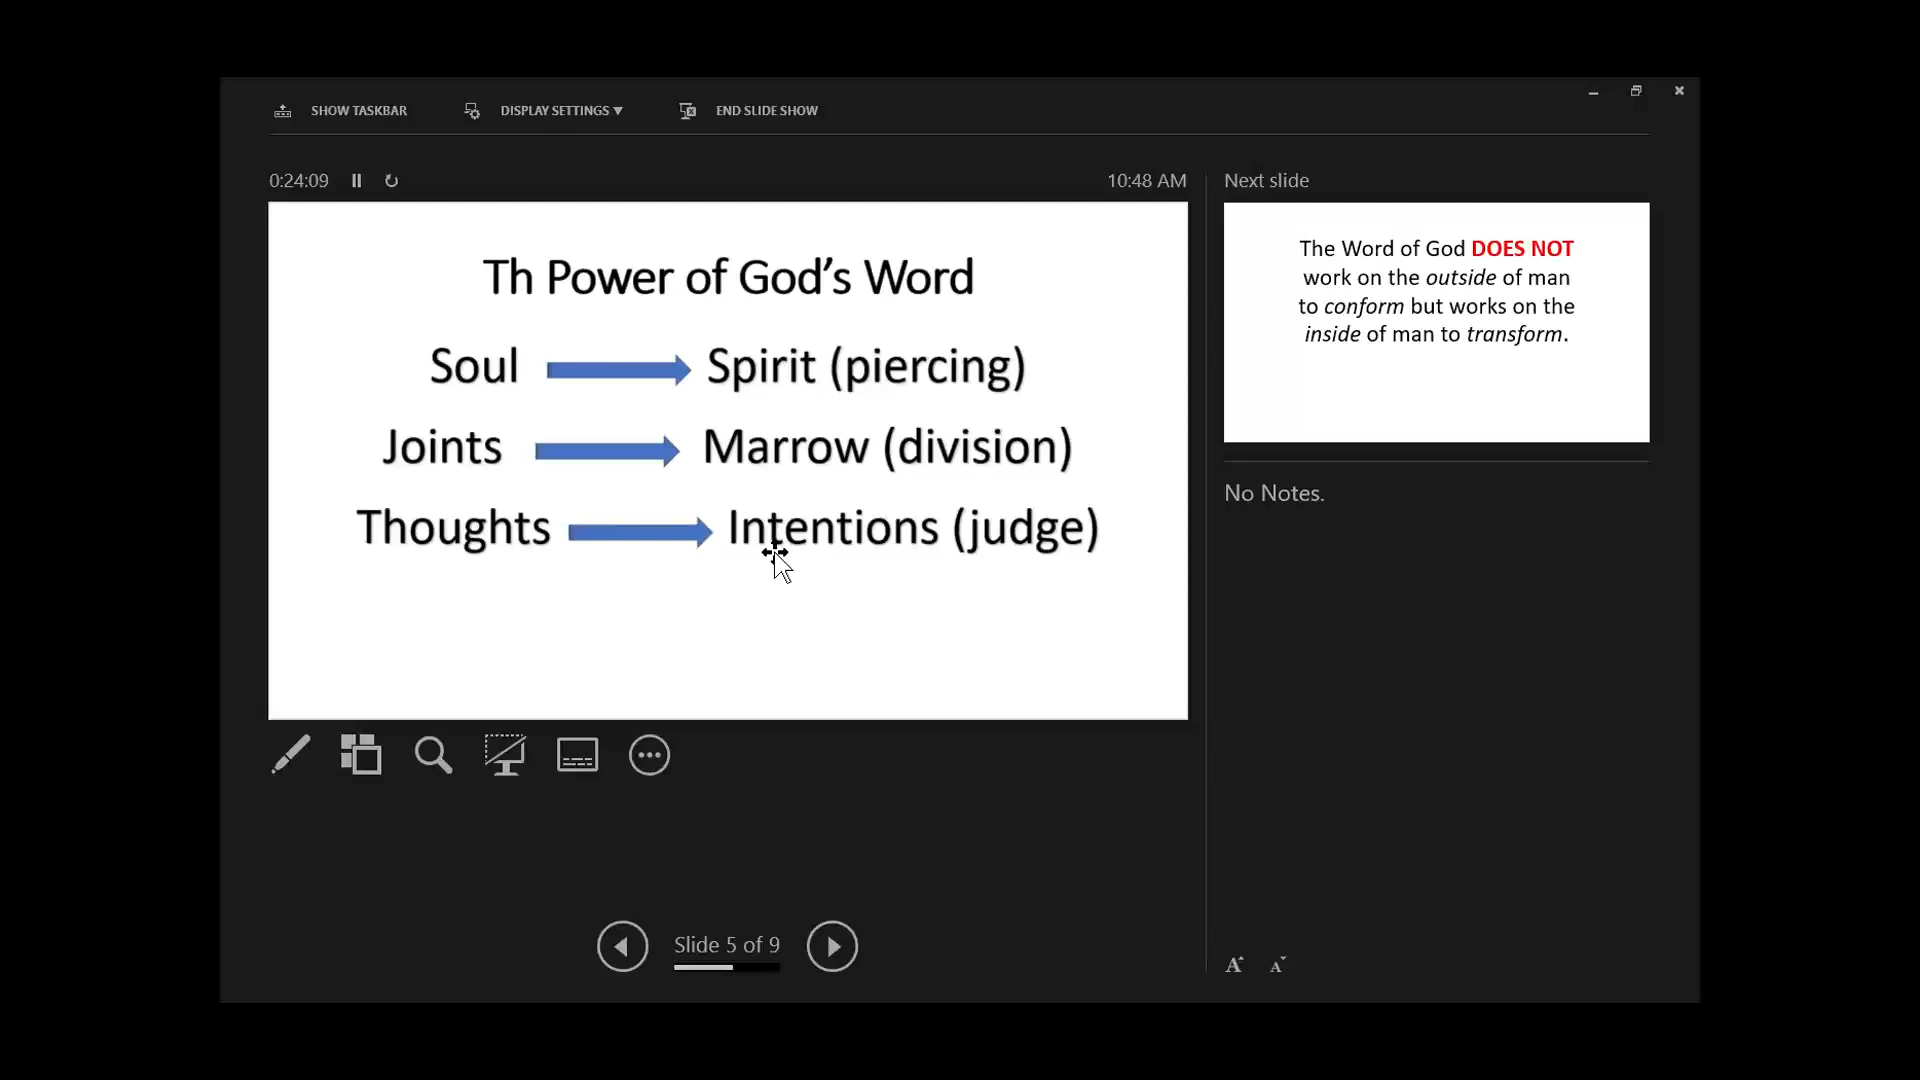 SHOW TASKBAR
DISPLAY SETTINGS ▼
END SLIDE SHOW
0:24:09
10:48 AM
Th Power of God's Word
Soul Spirit (piercing)
Joints Marrow (division)
Thoughts Intentions (judge)
Slide 5 of 9
Next slide
The Word of God DOES NOT
work on the outside of man
to conform but works on the
inside of man to transform.
No Notes.
A A